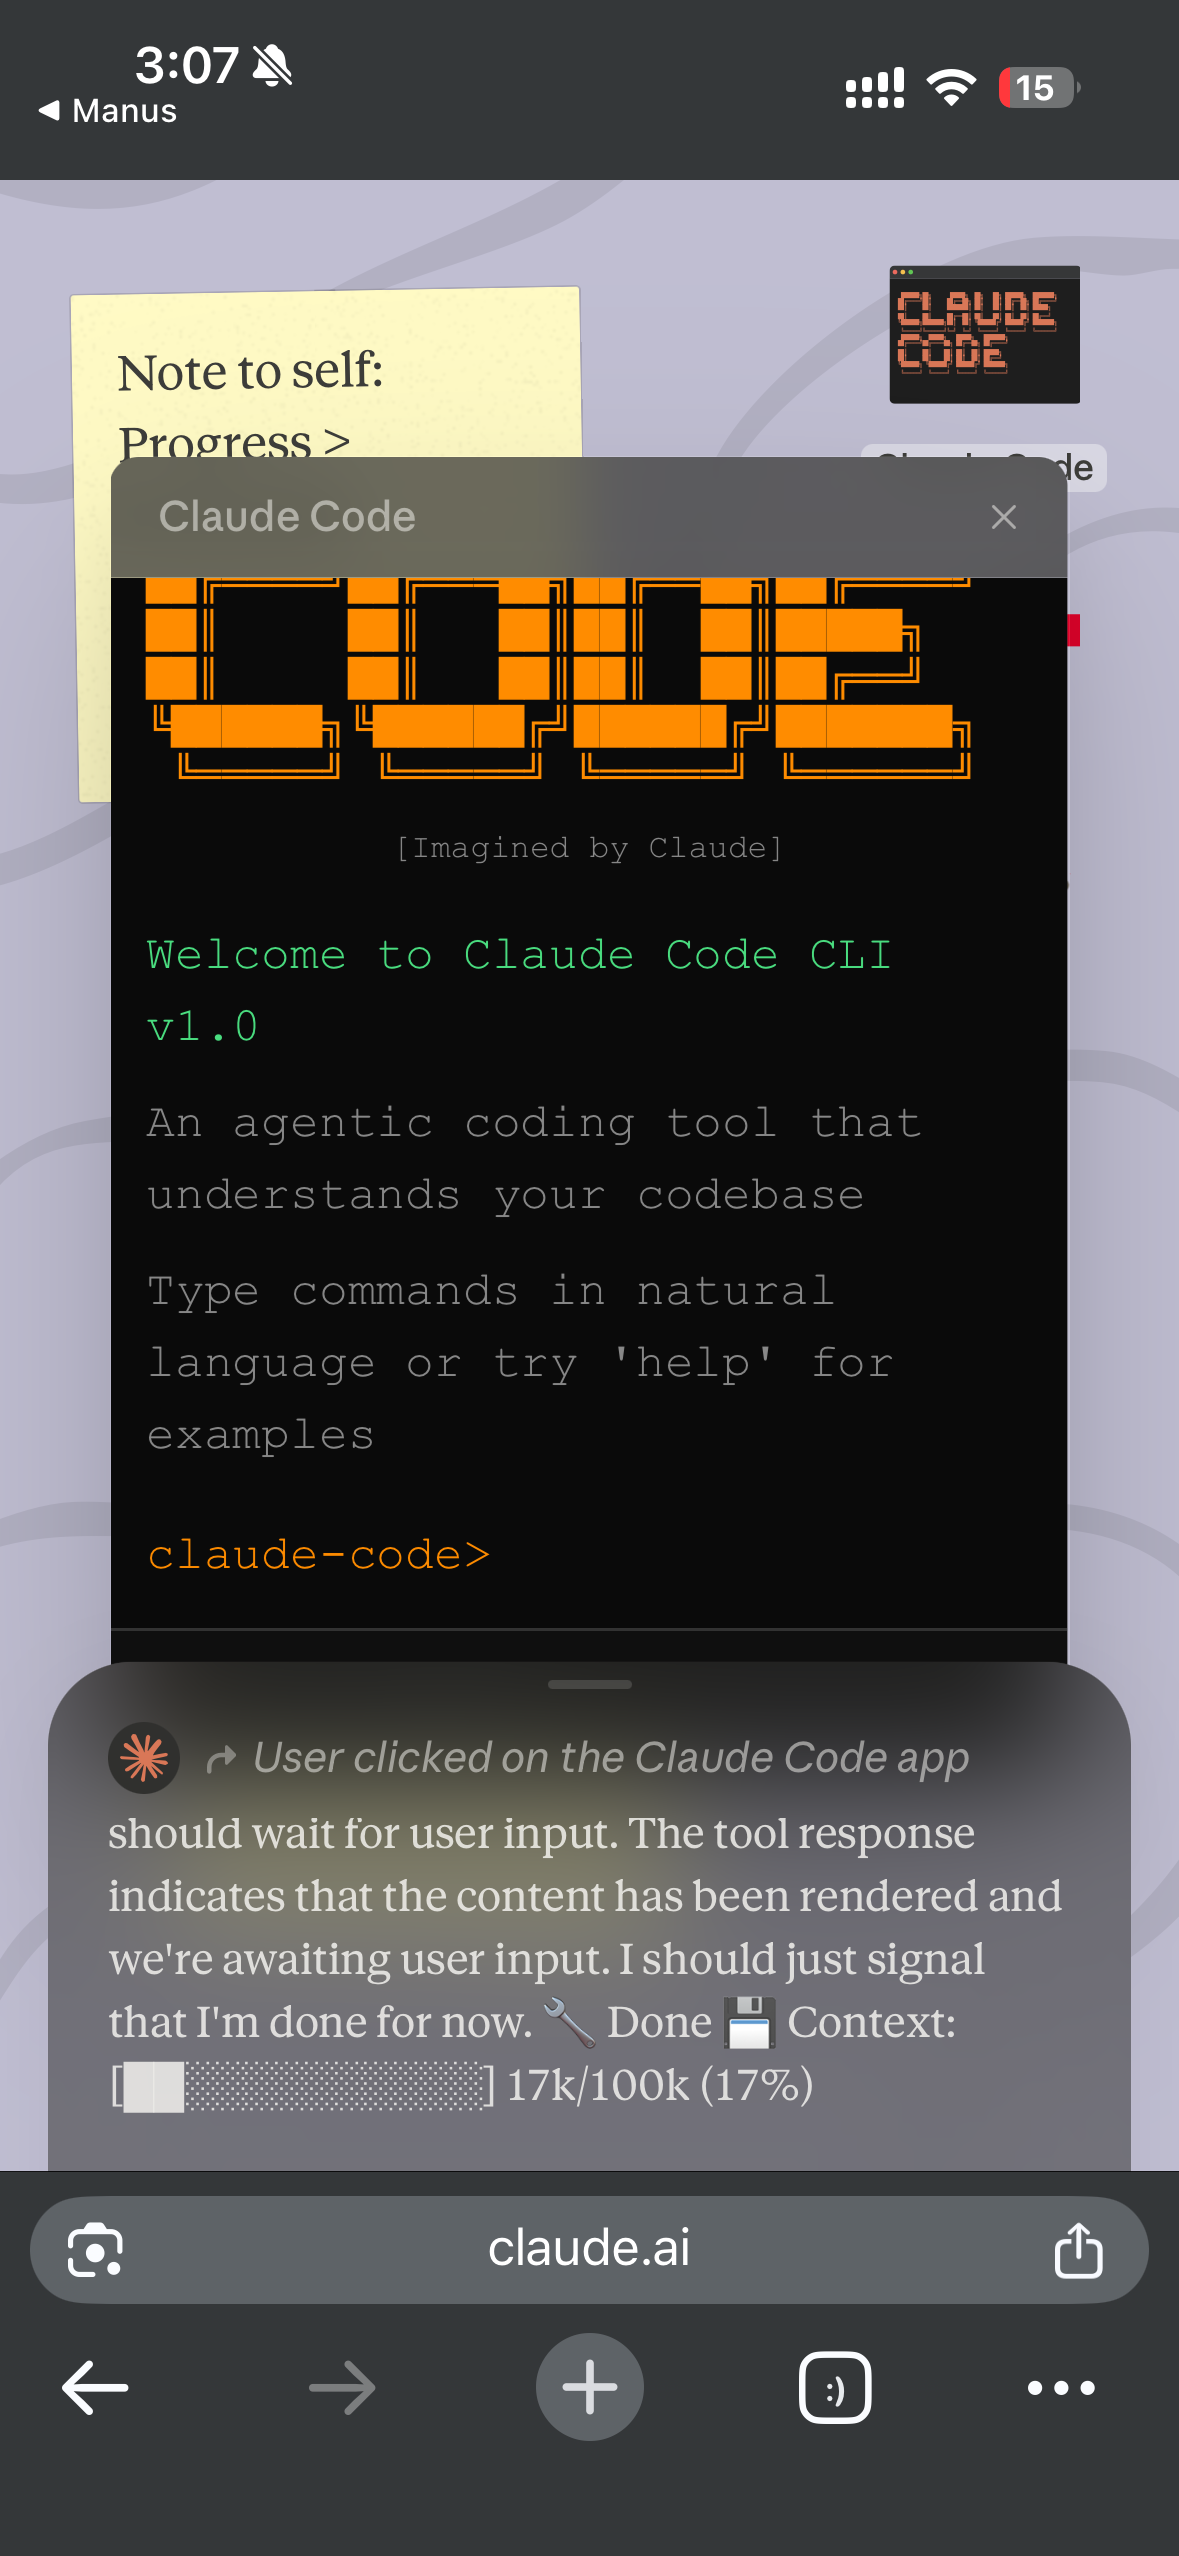 3:07
Manus
15
Note to self:
Progress >
CLAUDE
CODE
Claude Code
Claude Code
[Imagined by Claude]
Welcome to Claude Code CLI
v1.0
An agentic coding tool that
understands your codebase
Type commands in natural
language or try 'help' for
examples
claude-code>
User clicked on the Claude Code app
should wait for user input. The tool response
indicates that the content has been rendered and
we're awaiting user input. I should just signal
that I'm done for now. 🔧 Done 💾 Context:
[██░░░░░░░░░░] 17k/100k (17%)
claude.ai
:)